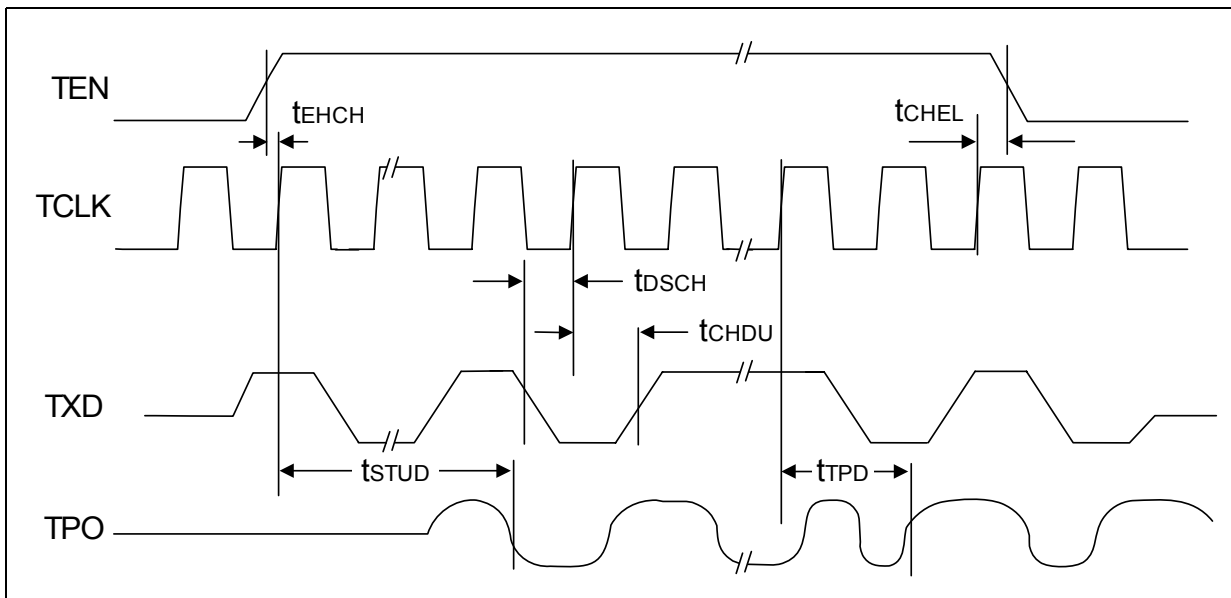 TEN
tEHCH
tCHEL
TCLK
tDSCH
tCHDU
TXD
tSTUD
tTPD
TPO